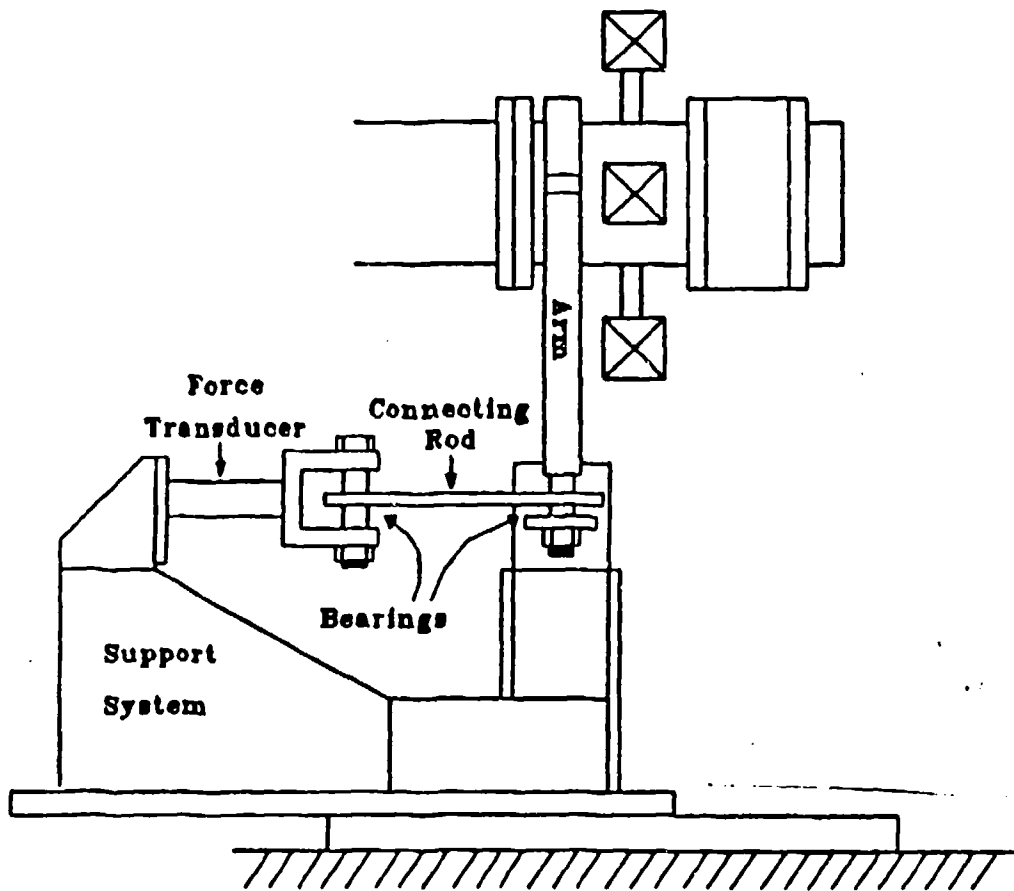 Arm
Force
Transducer
Connecting
Rod
Bearings
Support
System